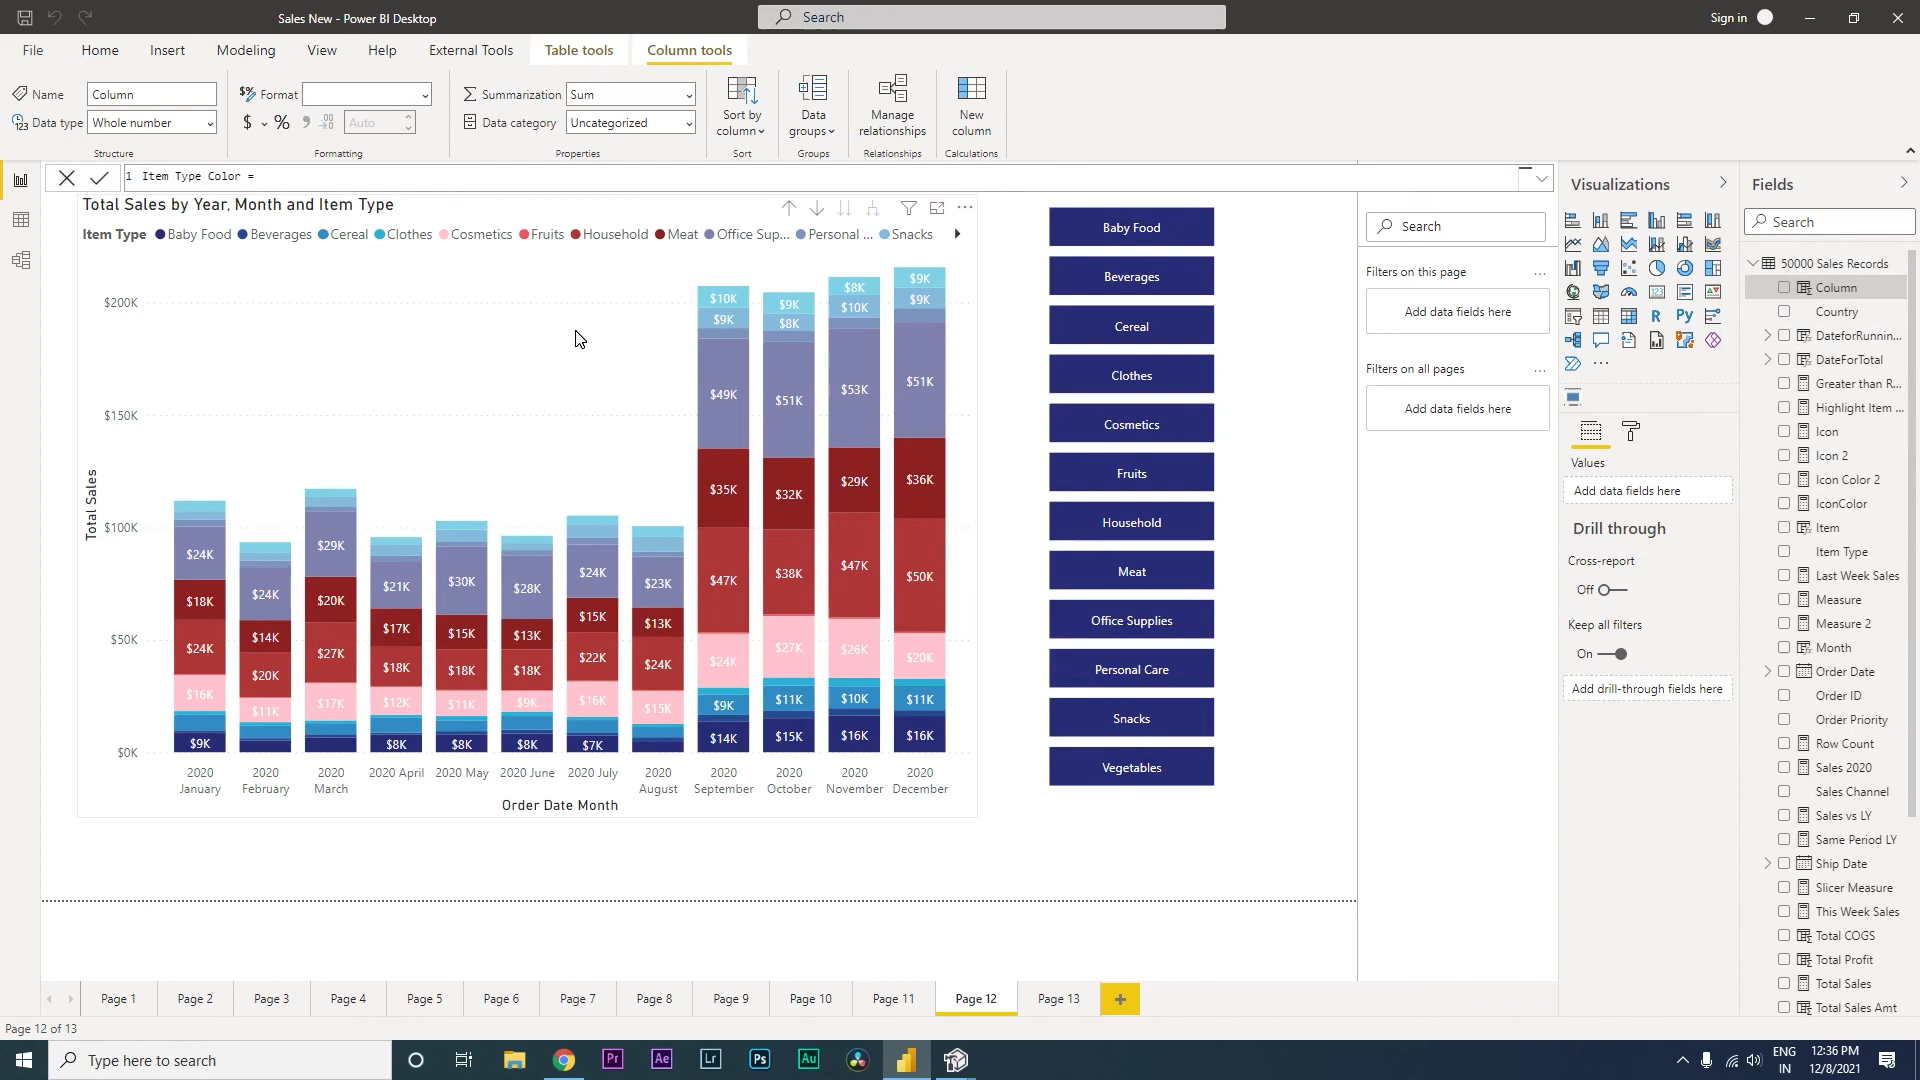 Sales New - Power BI Desktop
Search
Sign in
File
Home
Insert
Modeling
View
Help
External Tools
Table tools
Column tools
Name
Column
Data type
Whole number
Structure
Format
$ % 9
Auto
Formatting
Summarization
Sum
Data category
Uncategorized
Properties
Sort by
column
Sort
Data
groups
Groups
Manage
relationships
Relationships
New
column
Calculations
1 Item Type Color =
Total Sales by Year, Month and Item Type
Item Type Baby Food Beverages Cereal Clothes Cosmetics Fruits Household Meat Office Sup... Personal ... Snacks
Total Sales
$200K
$150K
$100K
$50K
$0K
$24K
$18K
$24K
$16K
$9K
$24K
$14K
$20K
$11K
$29K
$20K
$27K
$17K
$21K
$17K
$18K
$12K
$8K
$30K
$15K
$18K
$11K
$8K
$28K
$13K
$18K
$9K
$8K
$24K
$15K
$22K
$16K
$7K
$23K
$13K
$24K
$15K
$10K
$9K
$49K
$35K
$47K
$24K
$9K
$14K
$9K
$8K
$51K
$32K
$38K
$27K
$11K
$15K
$8K
$10K
$53K
$29K
$47K
$26K
$10K
$16K
$9K
$9K
$51K
$36K
$50K
$20K
$11K
$16K
2020
January
2020
February
2020
March
2020 April
2020 May
2020 June
2020 July
2020
August
2020
September
2020
October
2020
November
2020
December
Order Date Month
Baby Food
Beverages
Cereal
Clothes
Cosmetics
Fruits
Household
Meat
Office Supplies
Personal Care
Snacks
Vegetables
Search
Filters on this page
Add data fields here
Filters on all pages
Add data fields here
Visualizations
R
Py
Values
Add data fields here
Drill through
Cross-report
Off
Keep all filters
On
Add drill-through fields here
Fields
Search
50000 Sales Records
Column
Country
DateforRunnin...
DateForTotal
Greater than R...
Highlight Item ...
Icon
Icon 2
Icon Color 2
IconColor
Item
Item Type
Last Week Sales
Measure
Measure 2
Month
Order Date
Order ID
Order Priority
Row Count
Sales 2020
Sales Channel
Sales vs LY
Same Period LY
Ship Date
Slicer Measure
This Week Sales
Total COGS
Total Profit
Total Sales
Total Sales Amt
Page 1
Page 2
Page 3
Page 4
Page 5
Page 6
Page 7
Page 8
Page 9
Page 10
Page 11
Page 12
Page 13
Page 12 of 13
Type here to search
Pr
Ae
Lr
Ps
Au
ENG
IN
12:36 PM
12/8/2021